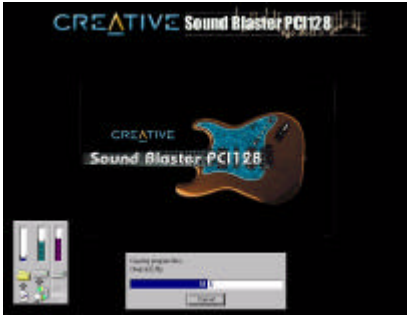 CREATIVE Sound Blaster PCI128
CREATIVE
Sound Blaster PCI128
Copying program files...
Cancel